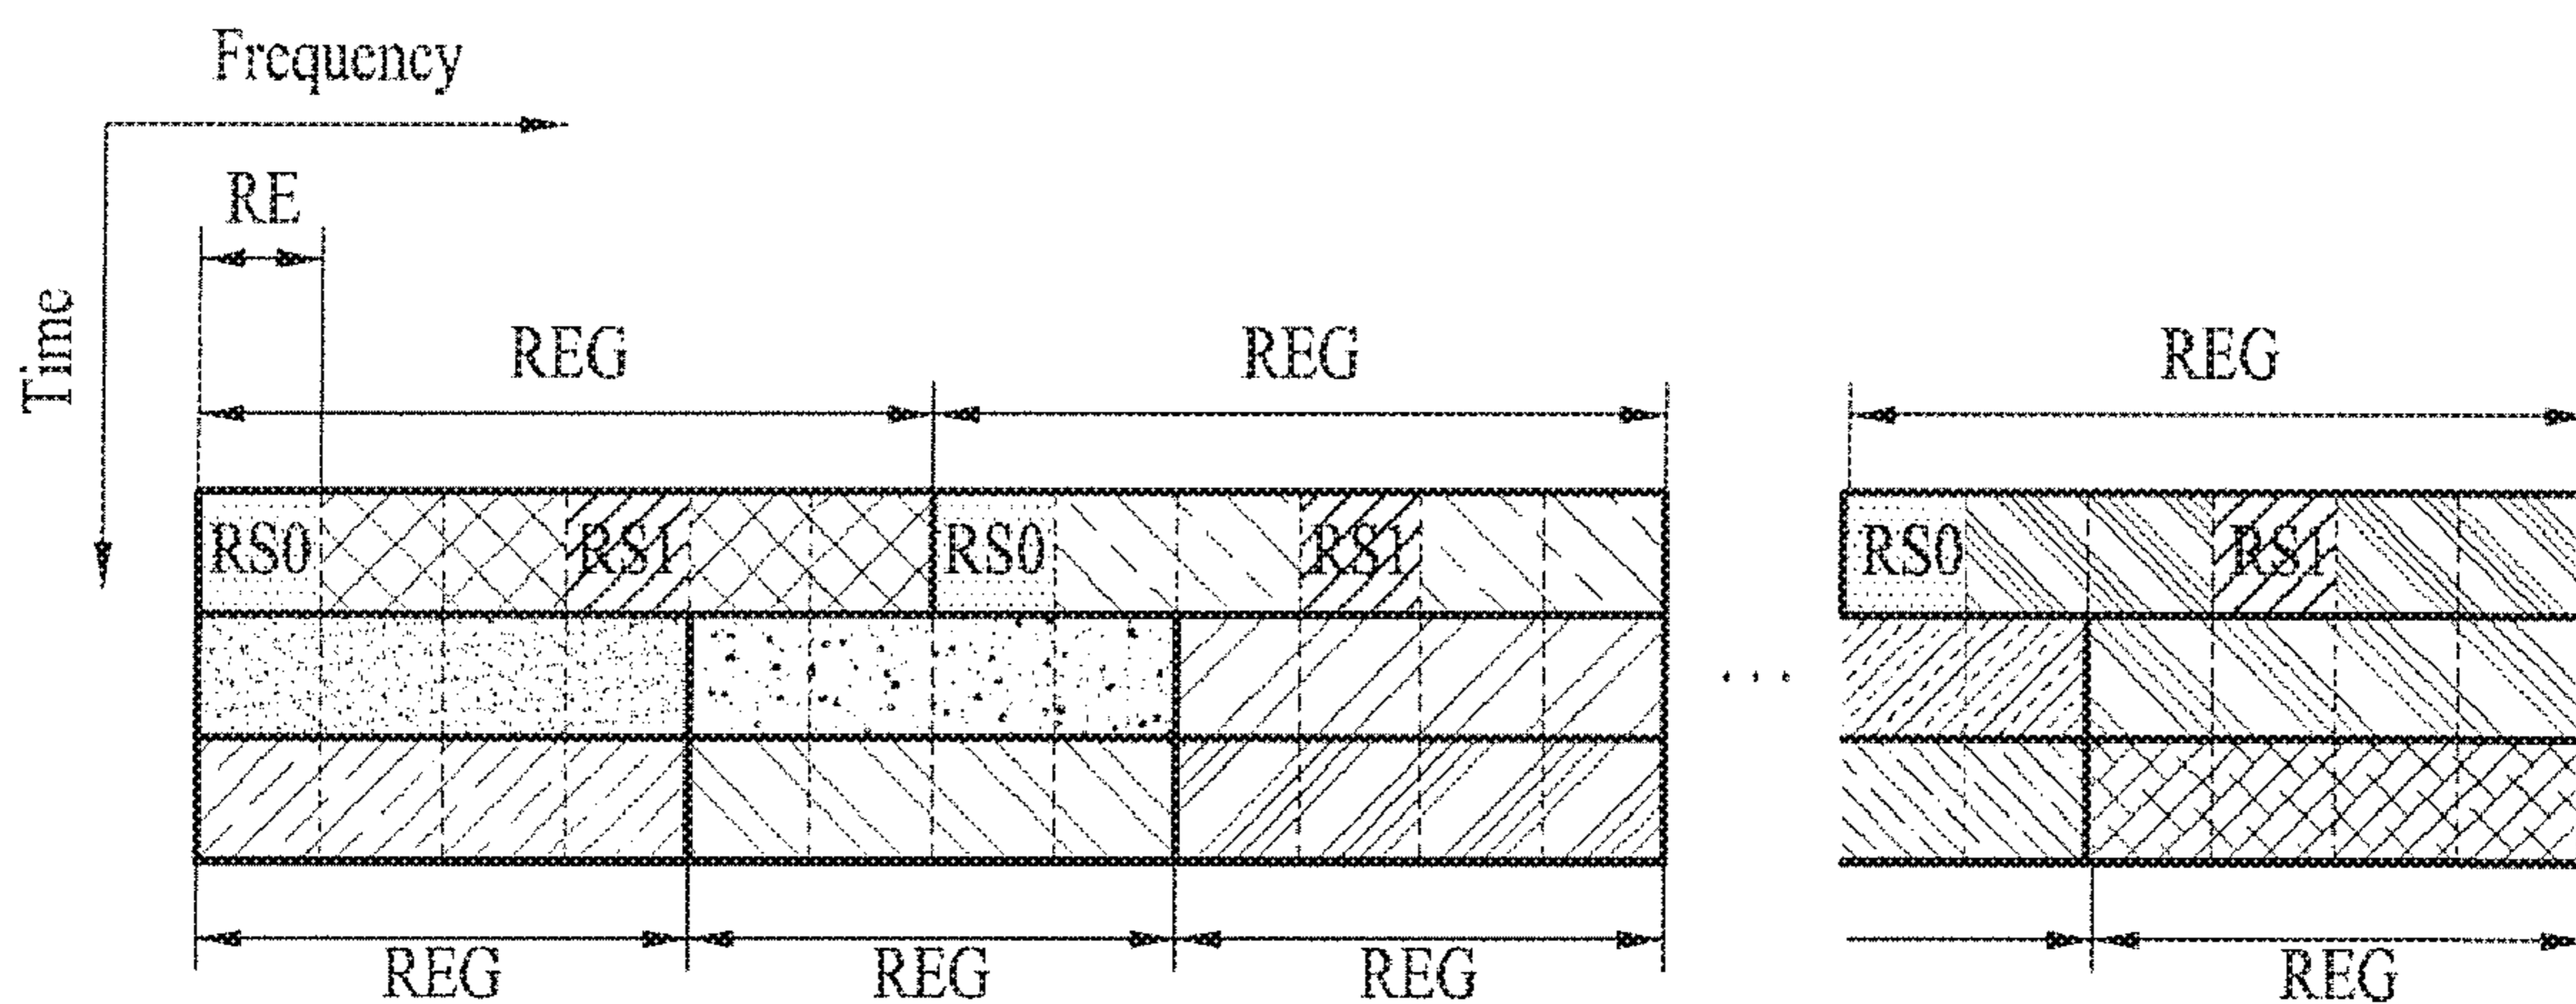 Frequency
Time
RE
REG REG REG
RS0 RS1 RS0 RS1 RS0 RS1
...
REG REG REG REG